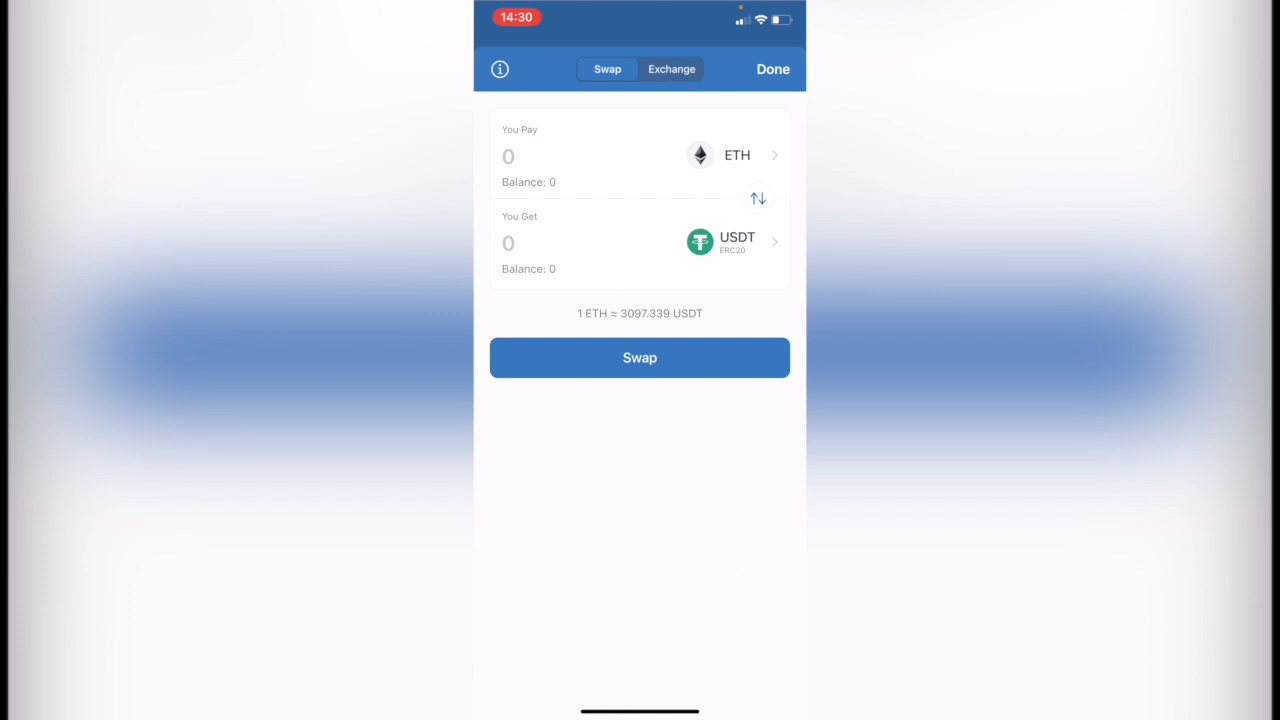 14:30
Swap Exchange Done
You Pay
0 ETH
Balance: 0
You Get
0 USDT
ERC20
Balance: 0
1 ETH ≈ 3097.339 USDT
Swap